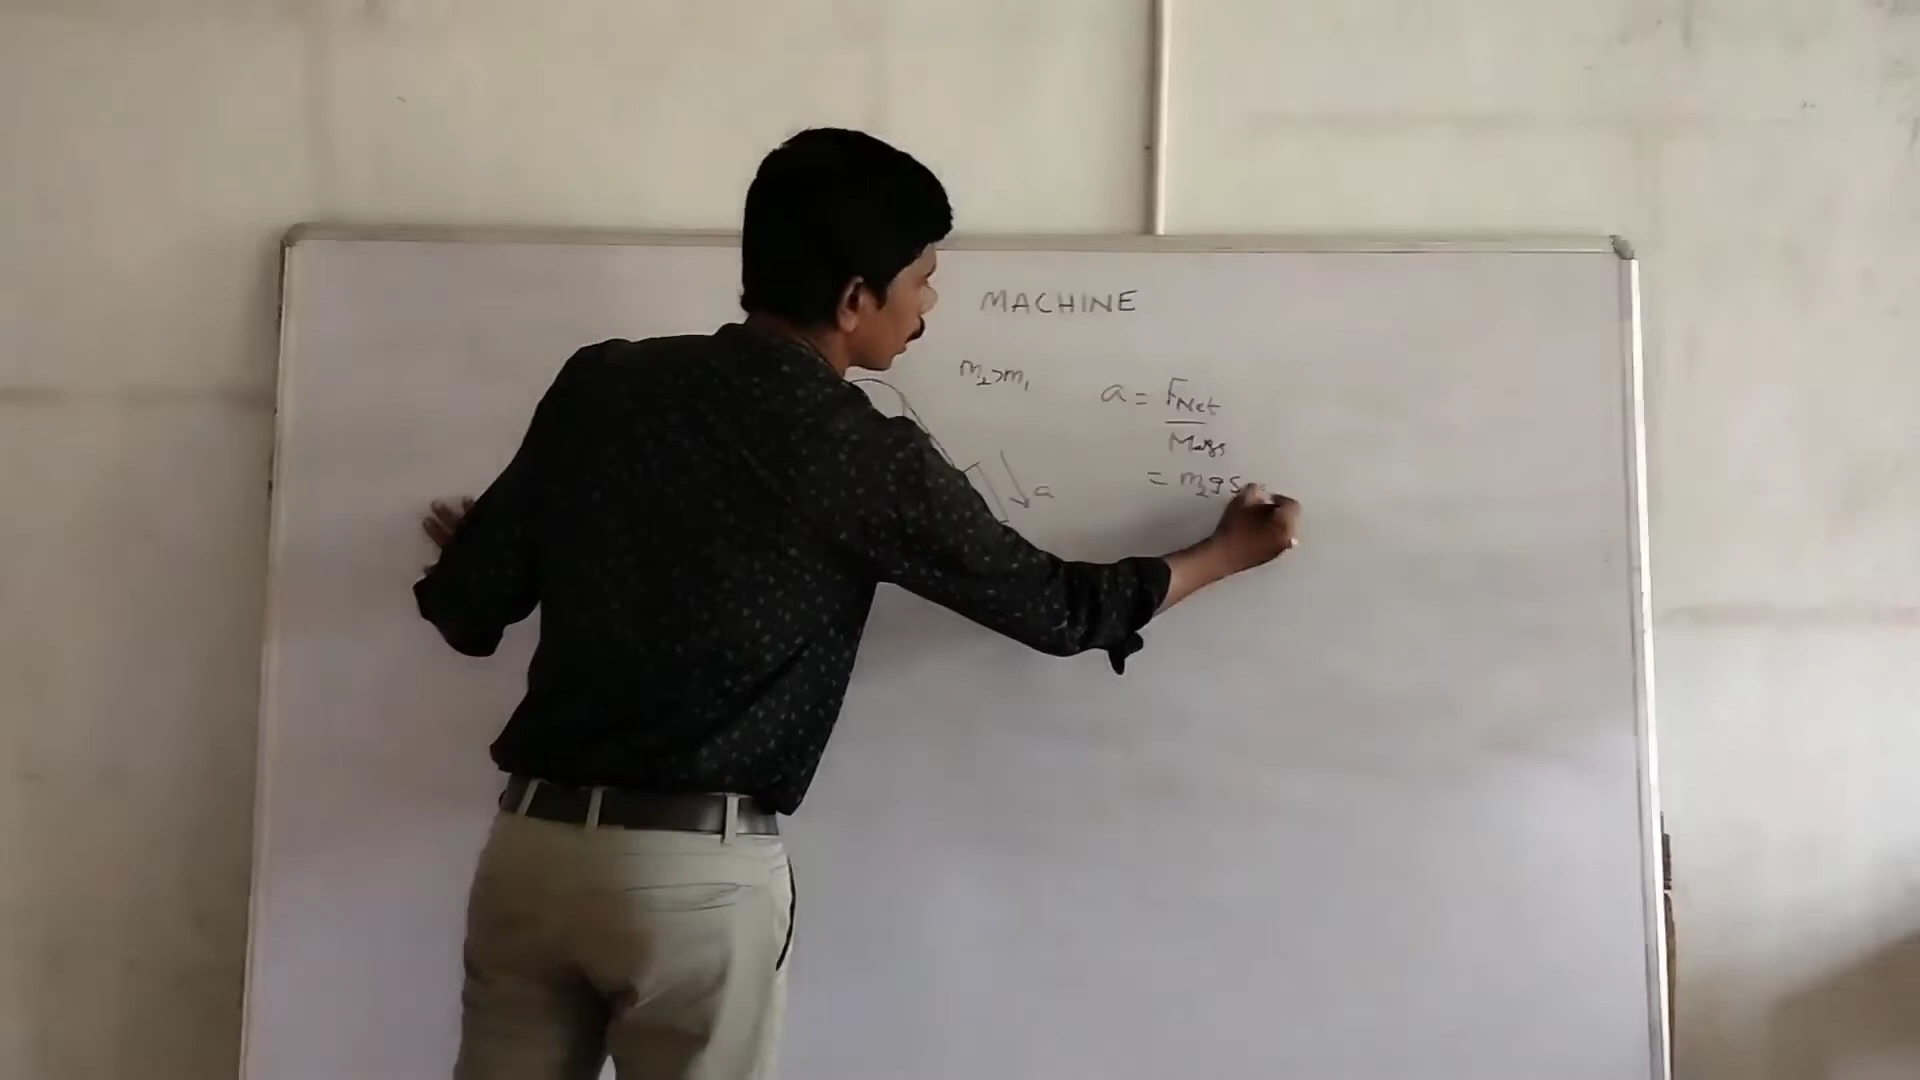 MACHINE
m₂>m₁
a = FNet
Mass
a
= m₂g S